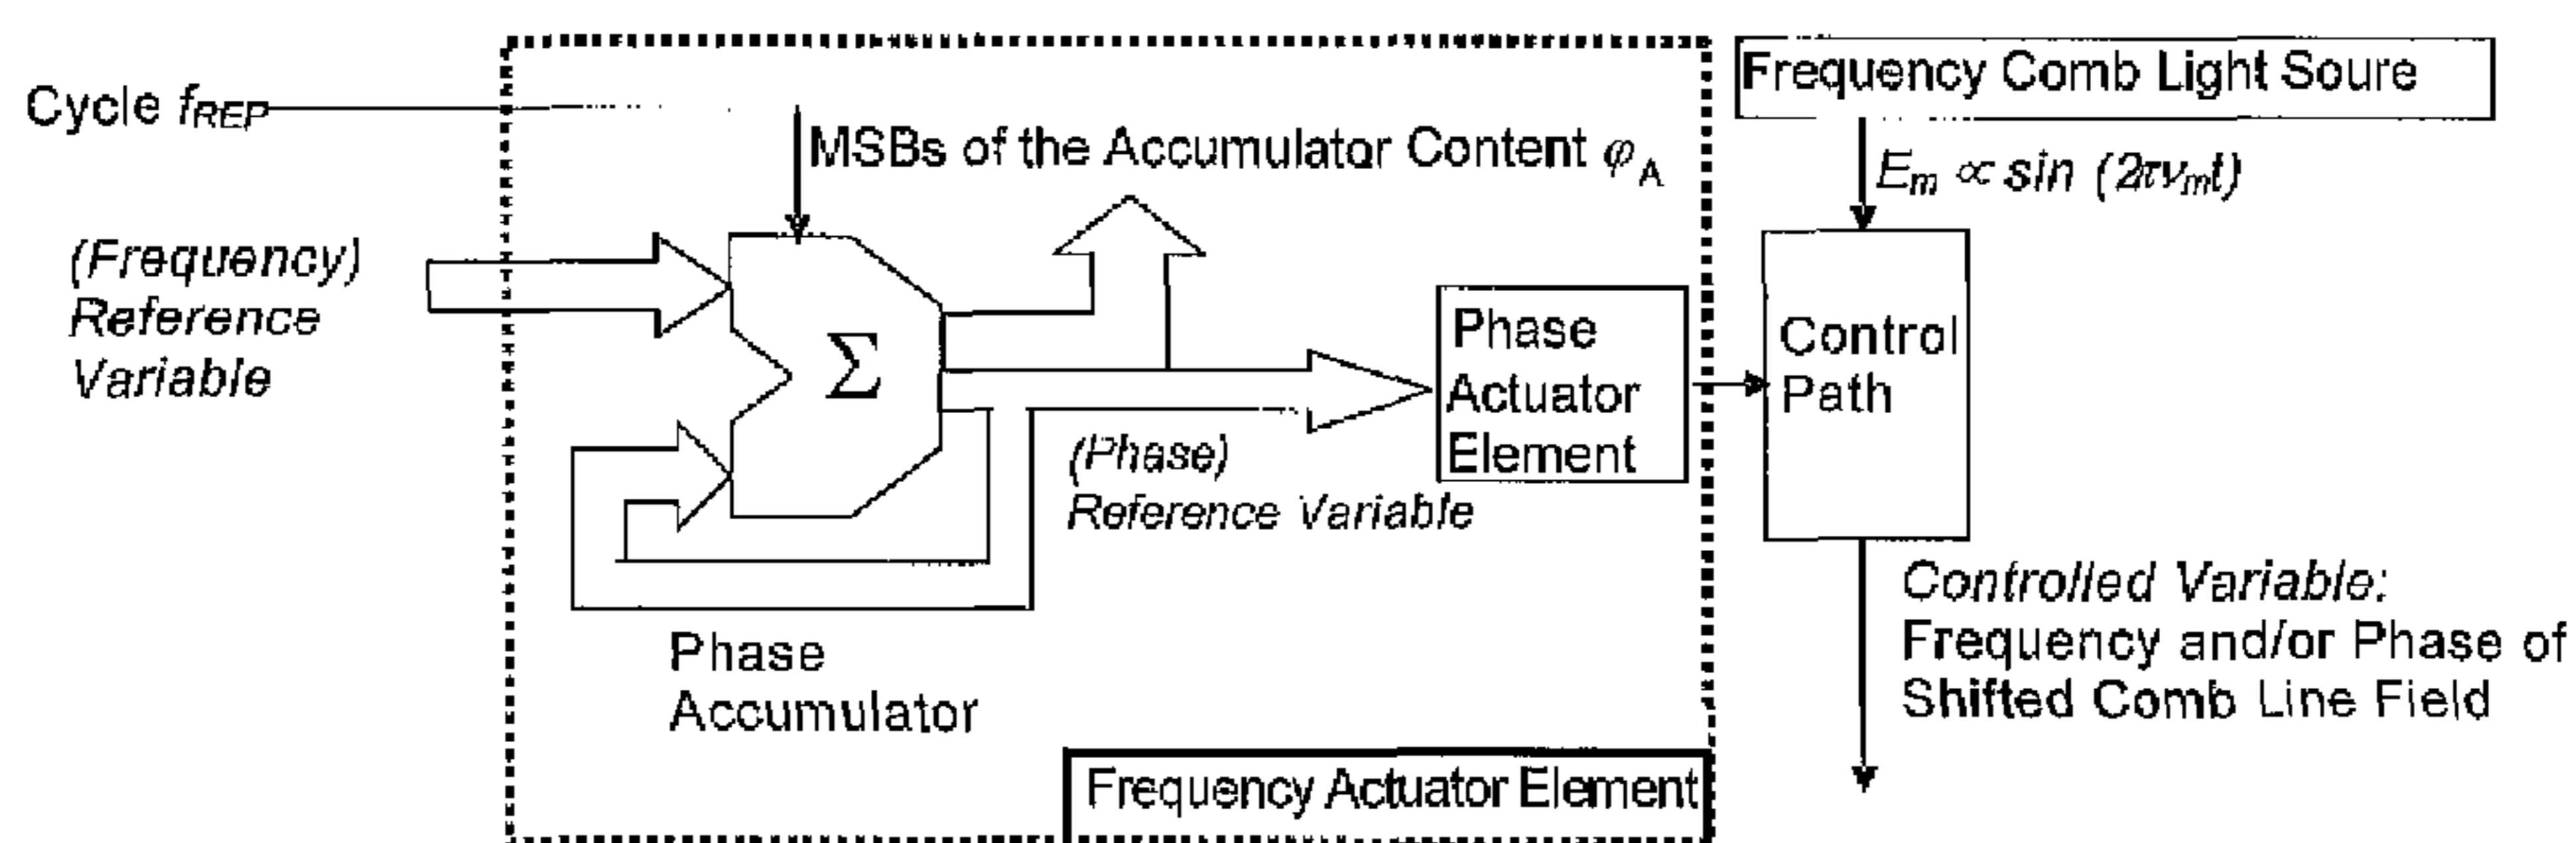 Cycle fREP
MSBs of the Accumulator Content φA
Frequency Comb Light Soure
Em ∝ sin (2πνmt)
(Frequency)
Reference
Variable
Σ
Phase
Actuator
Element
Control
Path
(Phase)
Reference Variable
Phase
Accumulator
Controlled Variable:
Frequency and/or Phase of
Shifted Comb Line Field
Frequency Actuator Element